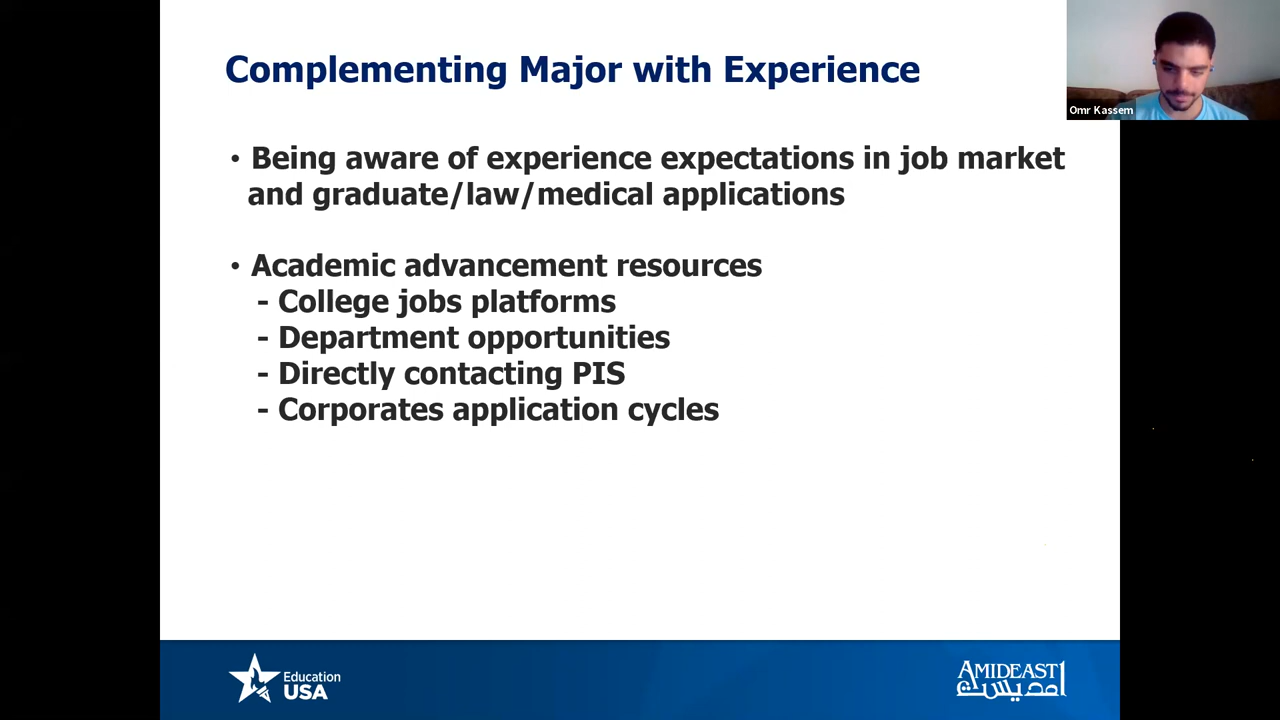 Complementing Major with Experience
Omr Kassem
• Being aware of experience expectations in job market
and graduate/law/medical applications
• Academic advancement resources
- College jobs platforms
- Department opportunities
- Directly contacting PIS
- Corporates application cycles
Education
USA
AMIDEAST
امديست